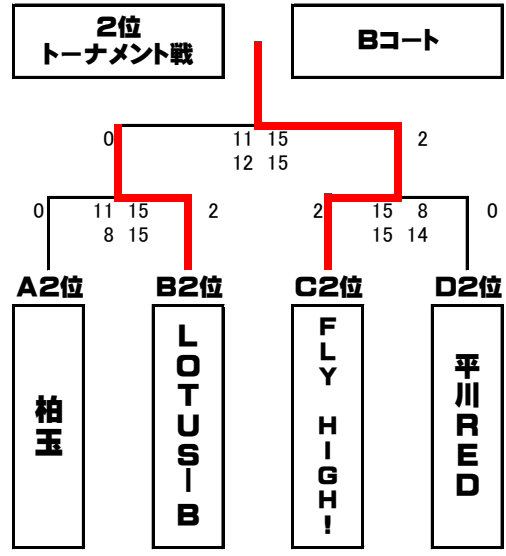 2位
トーナメント戦
Bコート
0 11 15 2
12 15
0 11 15 2 2 15 8 0
8 15 15 14
A2位 B2位 C2位 D2位
柏玉
LOTUS－B
FLY HIGH!
平川RED